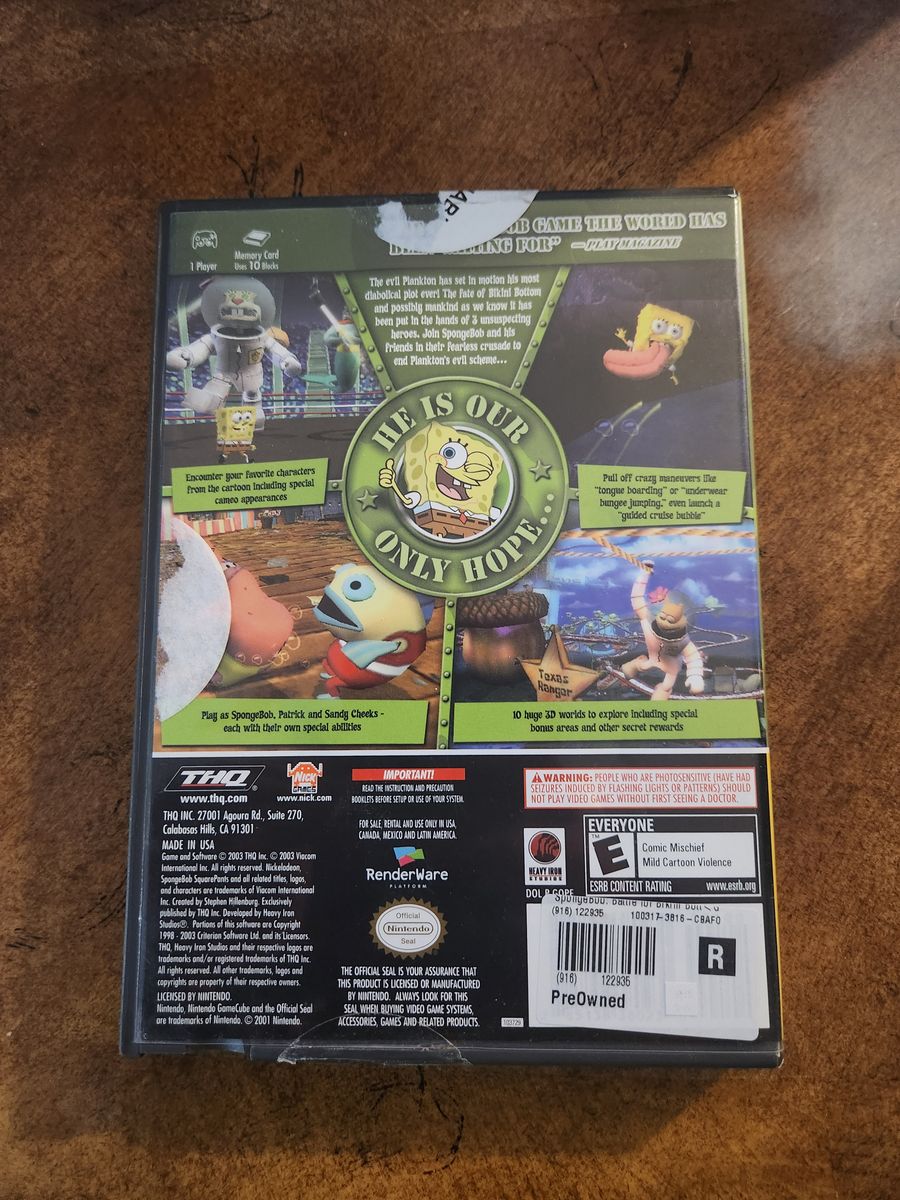 AB
OB GAME THE WORLD HAS
ING FOR" —PLAY MAGAZINE
1 Player
Memory Card
Uses 10 Blocks
The evil Plankton has set in motion his most
diabolical plot ever! The fate of Bikini Bottom
and possibly mankind as we know it has
been put in the hands of 3 unsuspecting
heroes. Join SpongeBob and his
friends in their fearless crusade to
end Plankton's evil scheme...
HE IS OUR
ONLY HOPE...
Encounter your favorite characters
from the cartoon including special
cameo appearances
Pull off crazy maneuvers like
"tongue boarding" or "underwear
bungee jumping," even launch a
"guided cruise bubble"
CANDY
Texas
Ranger
Play as SpongeBob, Patrick and Sandy Cheeks -
each with their own special abilities
10 huge 3D worlds to explore including special
bonus areas and other secret rewards
THQ
www.thq.com
NICK
GAMES
www.nick.com
THQ INC. 27001 Agoura Rd., Suite 270,
Calabasas Hills, CA 91301
MADE IN USA
Game and Software © 2003 THQ Inc. © 2003 Viacom
International Inc. All rights reserved. Nickelodeon,
SpongeBob SquarePants and all related titles, logos,
and characters are trademarks of Viacom International
Inc. Created by Stephen Hillenburg. Exclusively
published by THQ Inc. Developed by Heavy Iron
Studios®. Portions of this software are Copyright
1998 - 2003 Criterion Software Ltd. and its Licensors.
THQ, Heavy Iron Studios and their respective logos are
trademarks and/or registered trademarks of THQ Inc.
All rights reserved. All other trademarks, logos and
copyrights are property of their respective owners.
LICENSED BY NINTENDO.
Nintendo, Nintendo GameCube and the Official Seal
are trademarks of Nintendo. © 2001 Nintendo.
IMPORTANT!
READ THE INSTRUCTION AND PRECAUTION
BOOKLETS BEFORE SETUP OR USE OF YOUR SYSTEM.
FOR SALE, RENTAL AND USE ONLY IN USA,
CANADA, MEXICO AND LATIN AMERICA.
RenderWare
PLATFORM
Official
Nintendo
Seal
THE OFFICIAL SEAL IS YOUR ASSURANCE THAT
THIS PRODUCT IS LICENSED OR MANUFACTURED
BY NINTENDO. ALWAYS LOOK FOR THIS
SEAL WHEN BUYING VIDEO GAME SYSTEMS,
ACCESSORIES, GAMES AND RELATED PRODUCTS.
103729
WARNING: PEOPLE WHO ARE PHOTOSENSITIVE (HAVE HAD
SEIZURES INDUCED BY FLASHING LIGHTS OR PATTERNS) SHOULD
NOT PLAY VIDEO GAMES WITHOUT FIRST SEEING A DOCTOR.
HEAVY IRON
STUDIOS
EVERYONE
E
Comic Mischief
Mild Cartoon Violence
ESRB CONTENT RATING www.esrb.org
SpongeBob: Battle for Bikini Bott
(916) 122935 100317-3816-CBAF0
R
(916) 122935
PreOwned